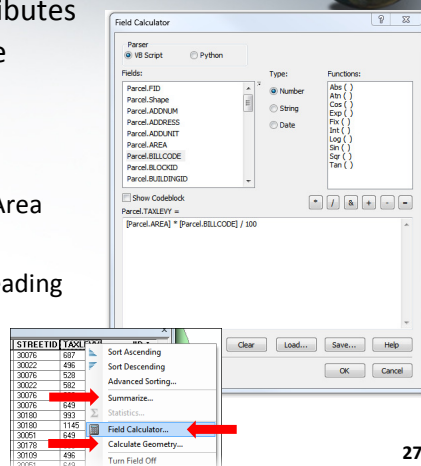 ributes
e
Area
eading
Field Calculator
Parser
VB Script Python
Fields:
Type:
Functions:
Parcel.FID
Parcel.Shape
Parcel.ADDNUM
Parcel.ADDRESS
Parcel.ADDUNIT
Parcel.AREA
Parcel.BILLCODE
Parcel.BLOCKID
Parcel.BUILDINGID
Number
String
Date
Abs ( )
Atn ( )
Cos ( )
Exp ( )
Fix ( )
Int ( )
Log ( )
Sin ( )
Sqr ( )
Tan ( )
Show Codeblock
* / & + - =
Parcel.TAXLEVY =
[Parcel.AREA] * [Parcel.BILLCODE] / 100
Clear Load... Save... Help
OK Cancel
STREETID TAXL
30076 687
30022 496
30076 528
30022 582
30076
30076 649
30180 993
30180 1145
30051 649
30178
30109 496
20051 649
Sort Ascending
Sort Descending
Advanced Sorting...
Summarize...
Statistics...
Field Calculator...
Calculate Geometry...
Turn Field Off
27